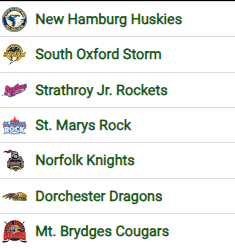 New Hamburg Huskies
South Oxford Storm
Strathroy Jr. Rockets
St. Marys Rock
Norfolk Knights
Dorchester Dragons
Mt. Brydges Cougars